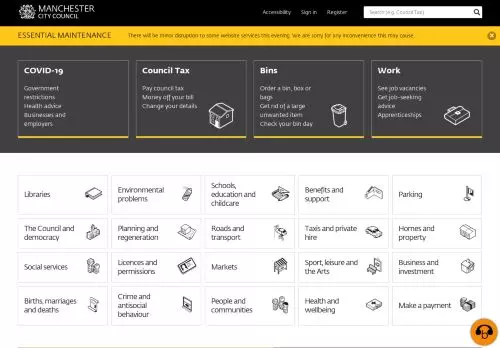 MANCHESTER
CITY COUNCIL
Accessibility Sign in Register Search (e.g. Council Tax)
ESSENTIAL MAINTENANCE There will be minor disruption to some website services this evening. We are sorry for any inconvenience this may cause.
COVID-19
Government
restrictions
Health advice
Businesses and
employers
Council Tax
Pay council tax
Money off your bill
Change your details
Bins
Order a bin, box or
bags
Get rid of a large
unwanted item
Check your bin day
Work
See job vacancies
Get job-seeking
advice
Apprenticeships
Libraries
Environmental
problems
Schools,
education and
childcare
Benefits and
support
Parking
The Council and
democracy
Planning and
regeneration
Roads and
transport
Taxis and private
hire
Homes and
property
Social services
Licences and
permissions
Markets
Sport, leisure and
the Arts
Business and
investment
Births, marriages
and deaths
Crime and
antisocial
behaviour
People and
communities
Health and
wellbeing
Make a payment